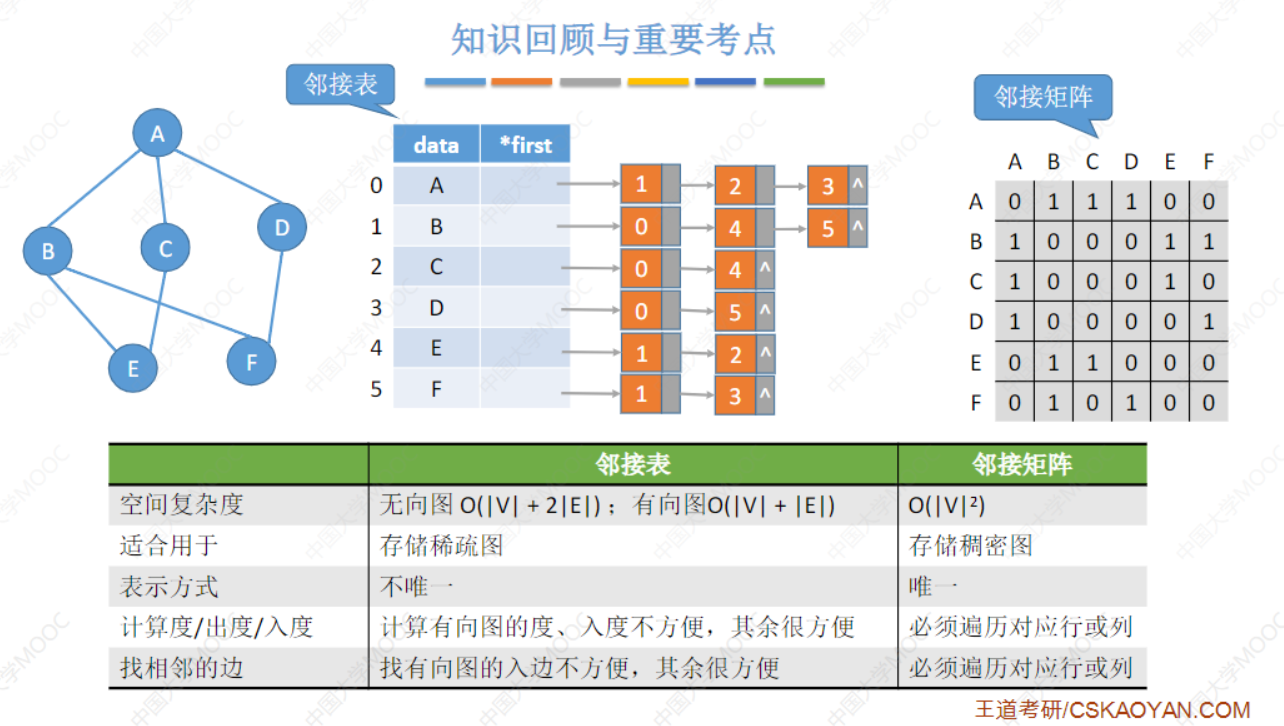 知识回顾与重要考点
邻接表
邻接矩阵
A
B
C
D
E
F
data *first
0 A 1 2 3 ^
1 B 0 4 5 ^
2 C 0 4 ^
3 D 0 5 ^
4 E 1 2 ^
5 F 1 3 ^
A B C D E F
A 0 1 1 1 0 0
B 1 0 0 0 1 1
C 1 0 0 0 1 0
D 1 0 0 0 0 1
E 0 1 1 0 0 0
F 0 1 0 1 0 0
邻接表 邻接矩阵
空间复杂度 无向图 O(|V| + 2|E|)；有向图O(|V| + |E|) O(|V|²)
适合用于 存储稀疏图 存储稠密图
表示方式 不唯一 唯一
计算度/出度/入度 计算有向图的度、入度不方便，其余很方便 必须遍历对应行或列
找相邻的边 找有向图的入边不方便，其余很方便 必须遍历对应行或列
王道考研/CSKAOYAN.COM
中国大学MOOC